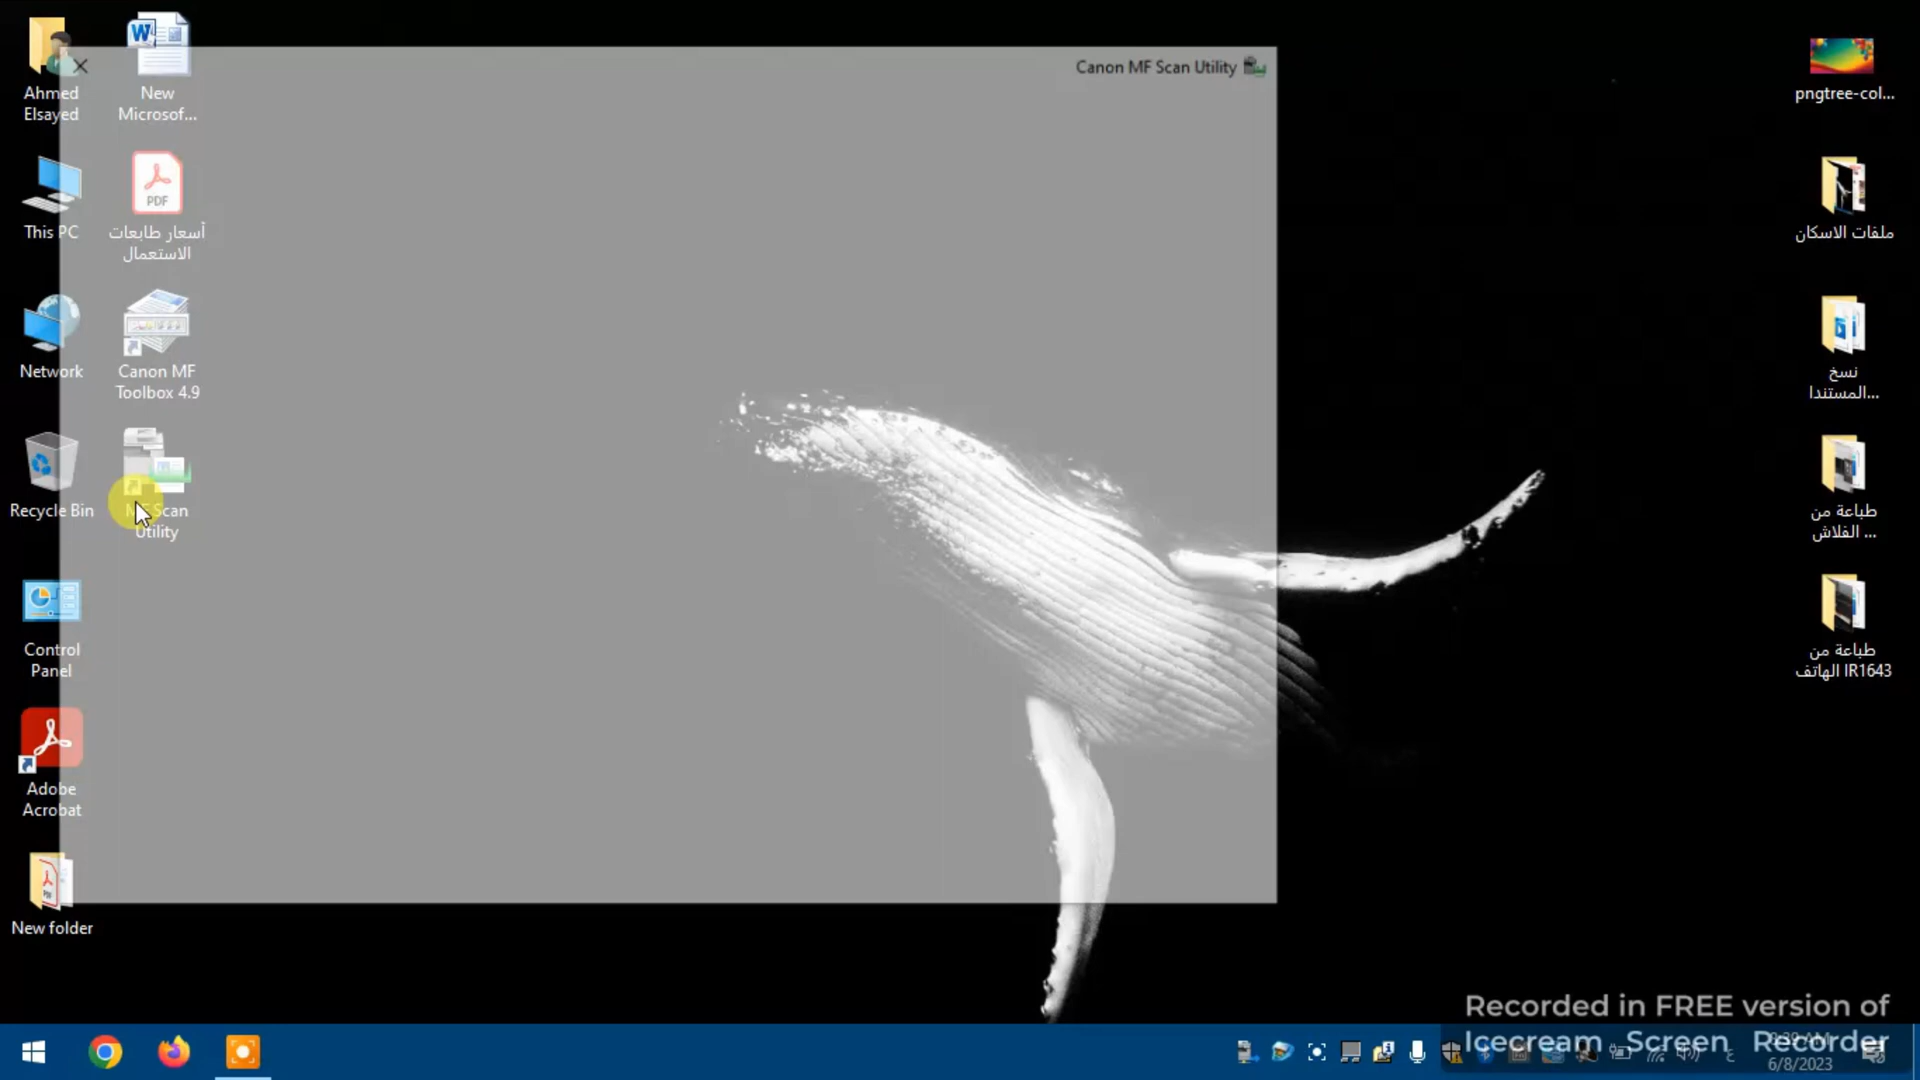 Canon MF Scan Utility
Ahmed
Elsayed
New
Microsof...
pngtree-col...
This PC
PDF
أسعار طابعات
الاستعمال
ملفات الاسكان
Network
Canon MF
Toolbox 4.9
نسخ
المستندا...
Recycle Bin
MF Scan
Utility
طباعة من
الفلاش ...
Control
Panel
طباعة من
الهاتف IR1643
Adobe
Acrobat
New folder
Recorded in FREE version of
Icecream Screen Recorder
6/8/2023